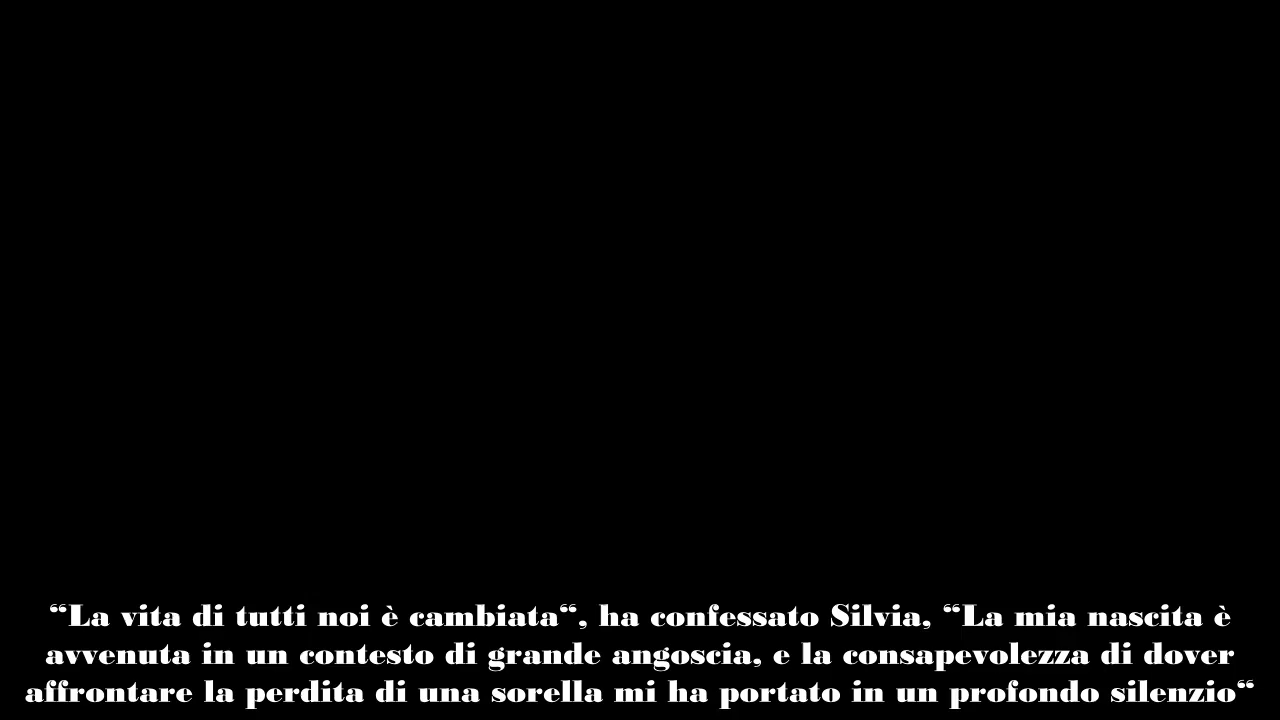 “La vita di tutti noi è cambiata“, ha confessato Silvia, “La mia nascita è
avvenuta in un contesto di grande angoscia, e la consapevolezza di dover
affrontare la perdita di una sorella mi ha portato in un profondo silenzio“